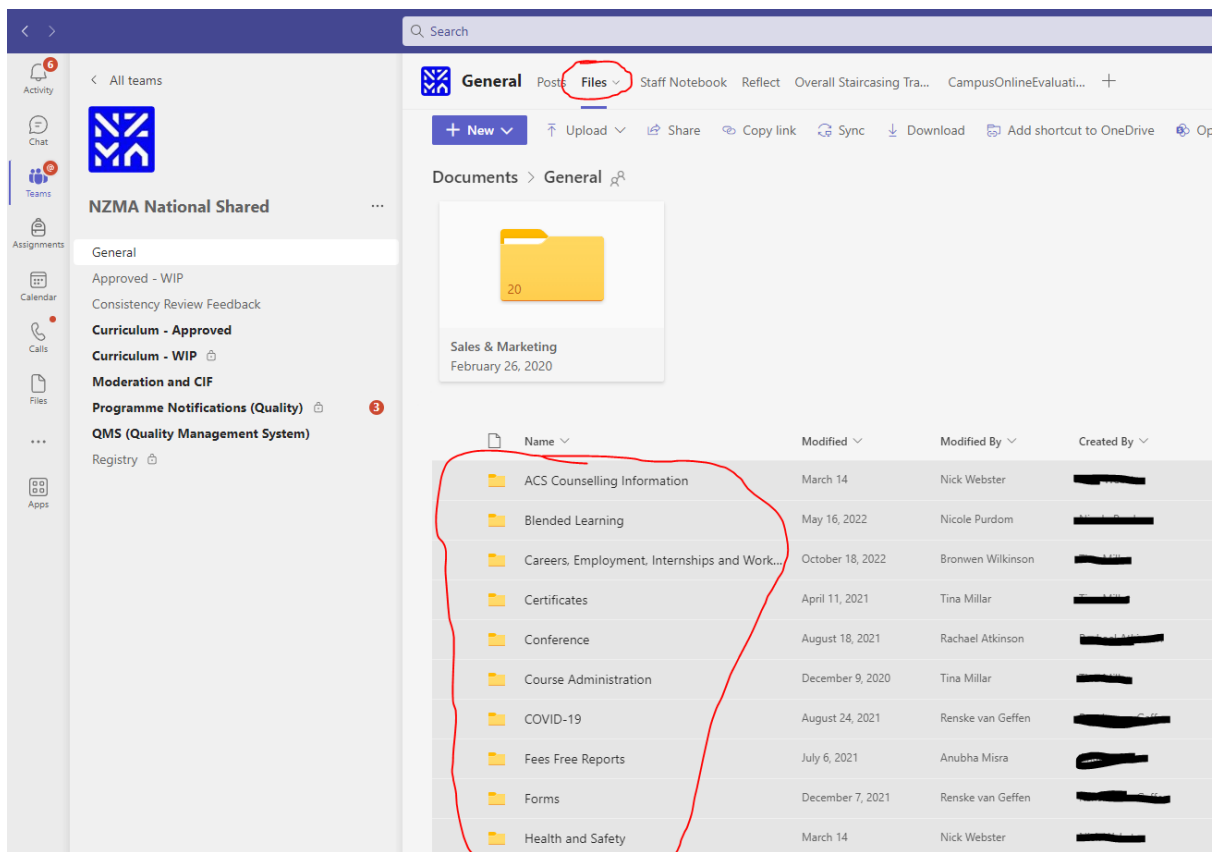 Search
6
Activity
Chat
@
Teams
Assignments
Calendar
Calls
Files
...
Apps
All teams
NZ
MA
NZMA National Shared
...
General
Approved - WIP
Consistency Review Feedback
Curriculum - Approved
Curriculum - WIP
Moderation and CIF
Programme Notifications (Quality) 3
QMS (Quality Management System)
Registry
NZ
MA
General Posts Files Staff Notebook Reflect Overall Staircasing Tra... CampusOnlineEvaluati... +
+ New Upload Share Copy link Sync Download Add shortcut to OneDrive Op
Documents > General
20
Sales & Marketing
February 26, 2020
Name Modified Modified By Created By
ACS Counselling Information March 14 Nick Webster
Blended Learning May 16, 2022 Nicole Purdom
Careers, Employment, Internships and Work... October 18, 2022 Bronwen Wilkinson
Certificates April 11, 2021 Tina Millar
Conference August 18, 2021 Rachael Atkinson
Course Administration December 9, 2020 Tina Millar
COVID-19 August 24, 2021 Renske van Geffen
Fees Free Reports July 6, 2021 Anubha Misra
Forms December 7, 2021 Renske van Geffen
Health and Safety March 14 Nick Webster